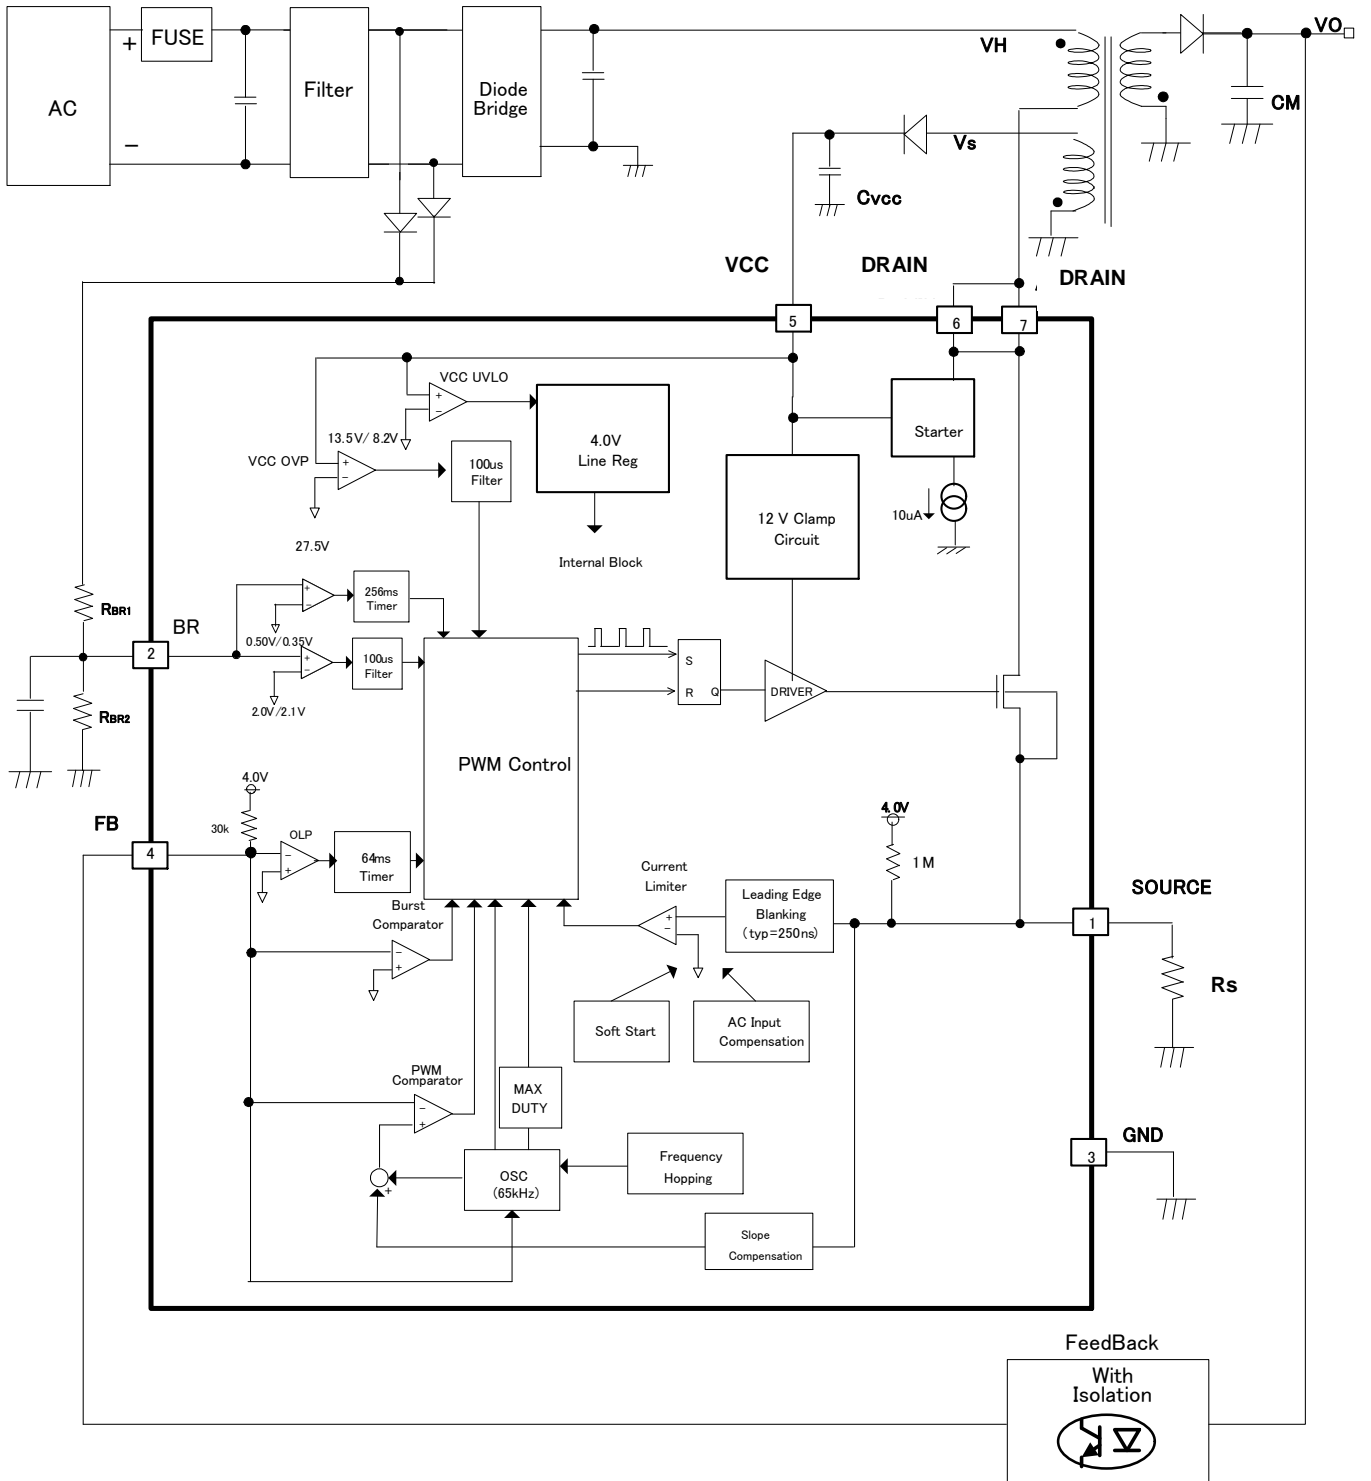 VO
+
FUSE
VH
AC
Filter
Diode
Bridge
CM
−
Vs
Cvcc
VCC
DRAIN
DRAIN
5
6
7
VCC UVLO
+
−
13.5V/ 8.2V
4.0V
Line Reg
Starter
VCC OVP
+
−
100us
Filter
10uA
12 V Clamp
Circuit
27.5V
Internal Block
RBR1
+
−
256ms
Timer
BR
2
0.50V/0.35V
+
−
100us
Filter
S
R
Q
DRIVER
RBR2
2.0V/2.1V
PWM Control
4.0V
30k
FB
4
OLP
−
+
64ms
Timer
4.0V
1M
Current
Limiter
+
−
Leading Edge
Blanking
(typ=250ns)
SOURCE
1
Burst
Comparator
−
+
Rs
Soft Start
AC Input
Compensation
PWM
Comparator
−
+
MAX
DUTY
GND
3
Frequency
Hopping
OSC
(65kHz)
+
Slope
Compensation
FeedBack
With
Isolation